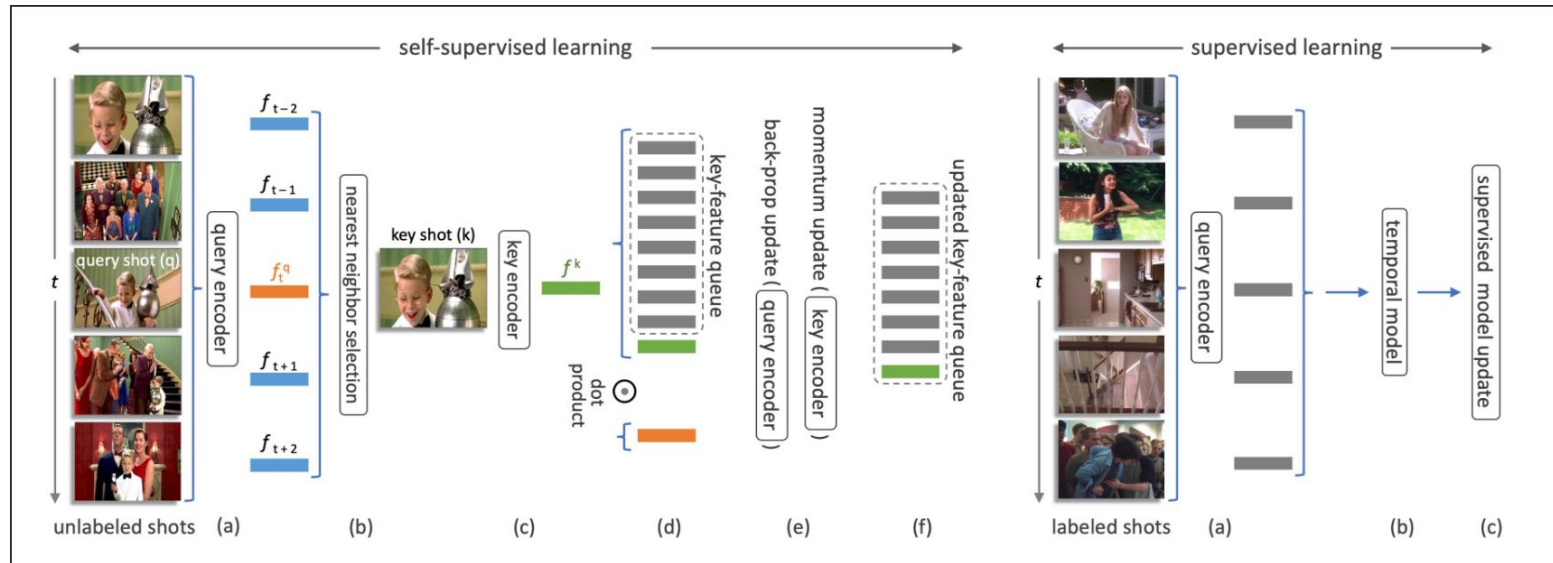 self-supervised learning
t
query shot (q)
unlabeled shots
query encoder
(a)
f t−2
f t−1
f t q
f t+1
f t+2
nearest neighbor selection
(b)
key shot (k)
key encoder
(c)
f k
key-feature queue
dot
product
(d)
back-prop update ( query encoder )
momentum update ( key encoder )
(e)
updated key-feature queue
(f)
supervised learning
t
labeled shots
query encoder
(a)
temporal model
(b)
supervised model update
(c)